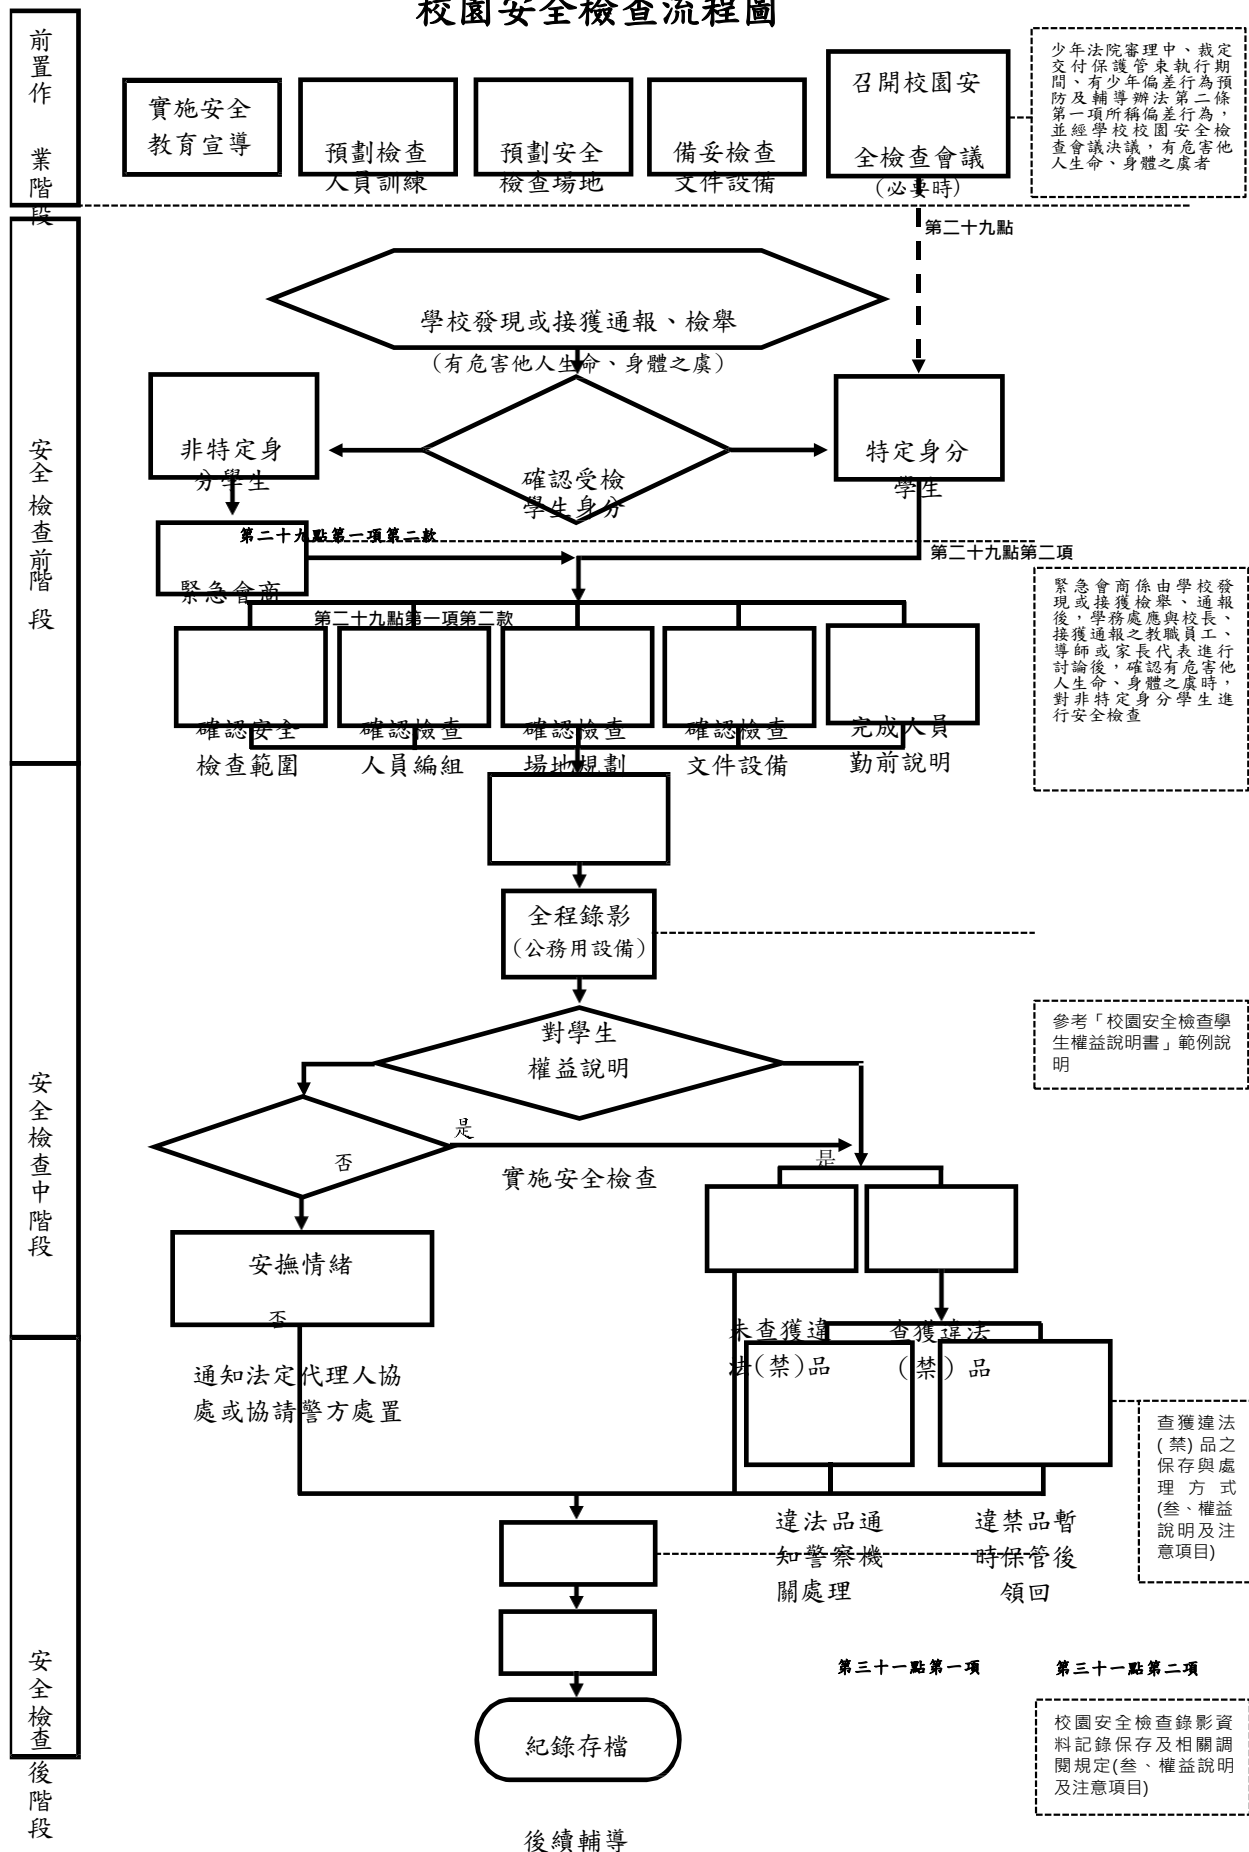 校園安全檢查流程圖
前
置
作
業
階
段
實施安全
教育宣導
預劃檢查
人員訓練
預劃安全
檢查場地
備妥檢查
文件設備
召開校園安
全檢查會議
(必要時)
少年法院審理中、裁定
交付保護管束執行期
間、有少年偏差行為預
防及輔導辦法第二條
第一項所稱偏差行為，
並經學校校園安全檢
查會議決議，有危害他
人生命、身體之虞者
第二十九點
學校發現或接獲通報、檢舉
（有危害他人生命、身體之虞）
安
全
檢
查
前
階
段
非特定身
分學生
確認受檢
學生身分
特定身分
學生
第二十九點第一項第二款
第二十九點第二項
緊急會商
第二十九點第一項第二款
緊急會商係由學校發
現或接獲檢舉、通報
後，學務處應與校長、
接獲通報之教職員工、
導師或家長代表進行
討論後，確認有危害他
人生命、身體之虞時，
對非特定身分學生進
行安全檢查
確認安全
檢查範圍
確認檢查
人員編組
確認檢查
場地規劃
確認檢查
文件設備
完成人員
勤前說明
全程錄影
（公務用設備）
參考「校園安全檢查學
生權益說明書」範例說
明
對學生
權益說明
安
全
檢
查
中
階
段
是
否
實施安全檢查
是
安撫情緒
否
通知法定代理人協
處或協請警方處置
未查獲違
法(禁)品
查獲違法
（禁）品
查獲違法
(禁)品之
保存與處
理方式
(叁、權益
說明及注
意項目)
違法品通
知警察機
關處理
違禁品暫
時保管後
領回
第三十一點第一項
第三十一點第二項
安
全
檢
查
後
階
段
紀錄存檔
校園安全檢查錄影資
料記錄保存及相關調
閱規定(叁、權益說明
及注意項目)
後續輔導